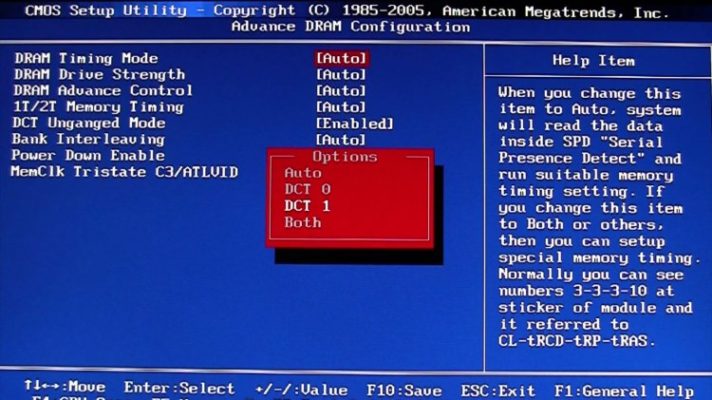 CMOS Setup Utility - Copyright (C) 1985-2005, American Megatrends, Inc.
Advance DRAM Configuration
DRAM Timing Mode [Auto]
DRAM Drive Strength [Auto]
DRAM Advance Control [Auto]
1T/2T Memory Timing [Auto]
DCT Unganged Mode [Enabled]
Bank Interleaving [Auto]
Power Down Enable
MemClk Tristate C3/ATLVID
Options
Auto
DCT 0
DCT 1
Both
Help Item
When you change this
item to Auto, system
will read the data
inside SPD "Serial
Presence Detect" and
run suitable memory
timing setting. If
you change this item
to Both or others,
then you can setup
special memory timing.
Normally you can see
numbers 3-3-3-10 at
sticker of module and
it referred to
CL-tRCD-tRP-tRAS.
↑↓←→:Move Enter:Select +/-/:Value F10:Save ESC:Exit F1:General Help